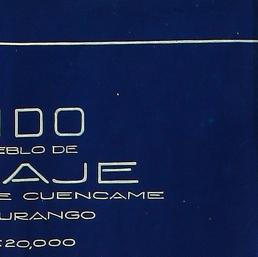 IDO
EBLO DE
AJE
E CUENCAME
URANGO
:20,000